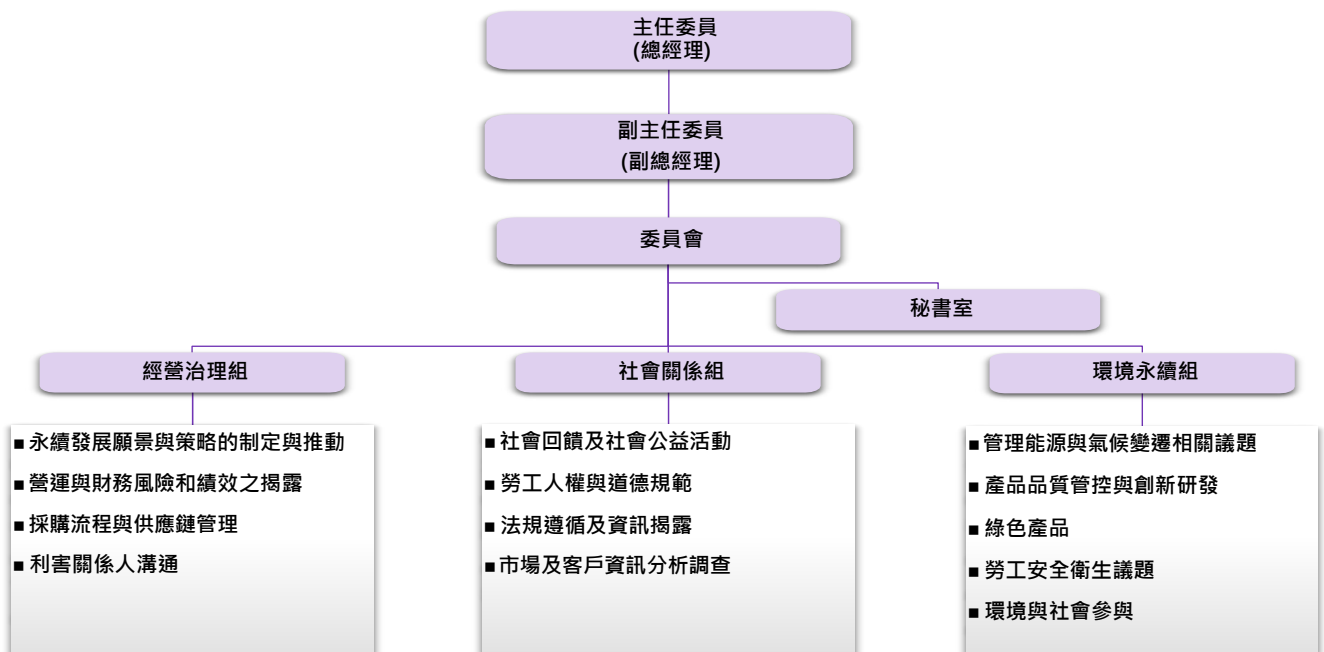 主任委員
(總經理)
副主任委員
(副總經理)
委員會
秘書室
經營治理組
■ 永續發展願景與策略的制定與推動
■ 營運與財務風險和績效之揭露
■ 採購流程與供應鏈管理
■ 利害關係人溝通
社會關係組
■ 社會回饋及社會公益活動
■ 勞工人權與道德規範
■ 法規遵循及資訊揭露
■ 市場及客戶資訊分析調查
環境永續組
■ 管理能源與氣候變遷相關議題
■ 產品品質管控與創新研發
■ 綠色產品
■ 勞工安全衛生議題
■ 環境與社會參與